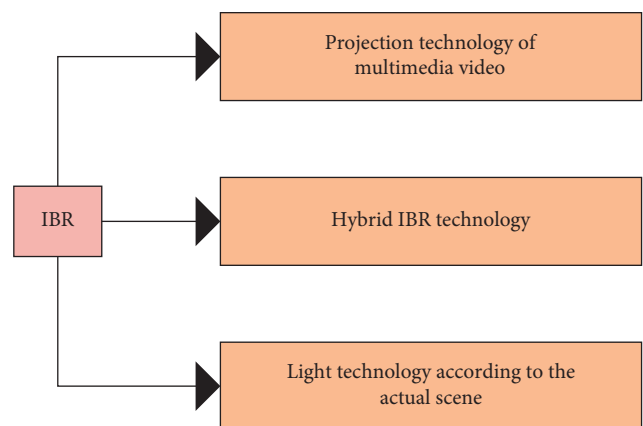 Projection technology of
multimedia video
IBR
Hybrid IBR technology
Light technology according to the
actual scene